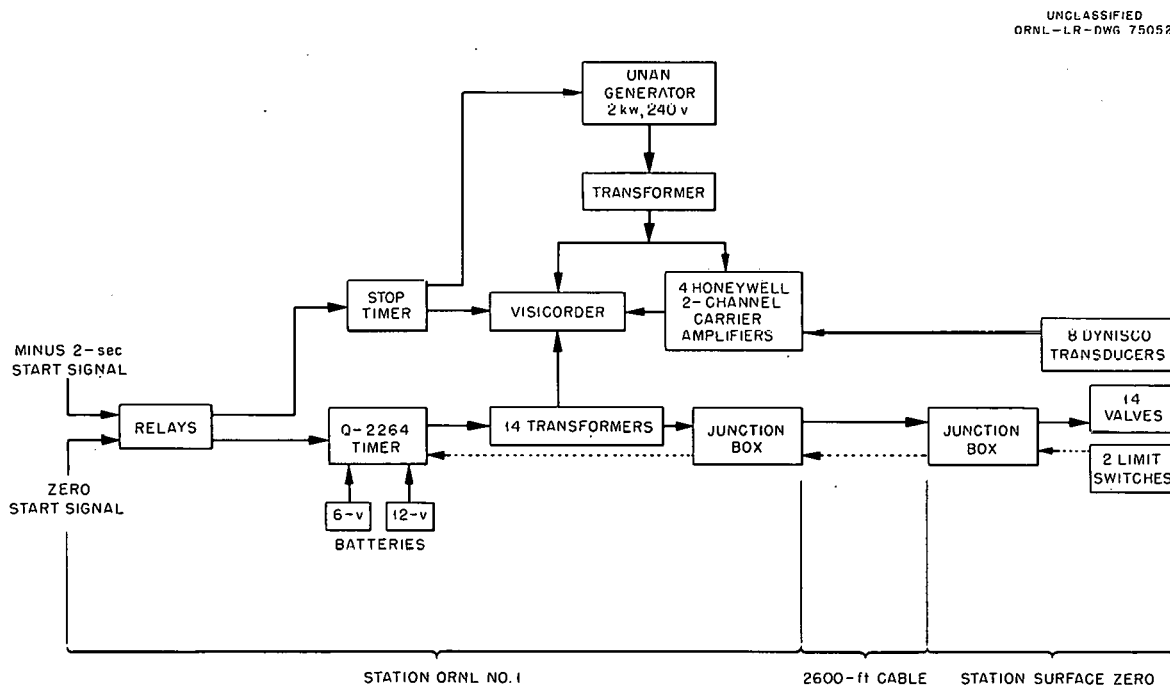 UNCLASSIFIED
ORNL-LR-DWG 75052
UNAN
GENERATOR
2 kw, 240 v
TRANSFORMER
STOP
TIMER
VISICORDER
4 HONEYWELL
2-CHANNEL
CARRIER
AMPLIFIERS
8 DYNISCO
TRANSDUCERS
MINUS 2-sec
START SIGNAL
RELAYS
Q-2264
TIMER
14 TRANSFORMERS
JUNCTION
BOX
JUNCTION
BOX
14
VALVES
2 LIMIT
SWITCHES
ZERO
START SIGNAL
6-v
12-v
BATTERIES
STATION ORNL NO. 1
2600-ft CABLE
STATION SURFACE ZERO